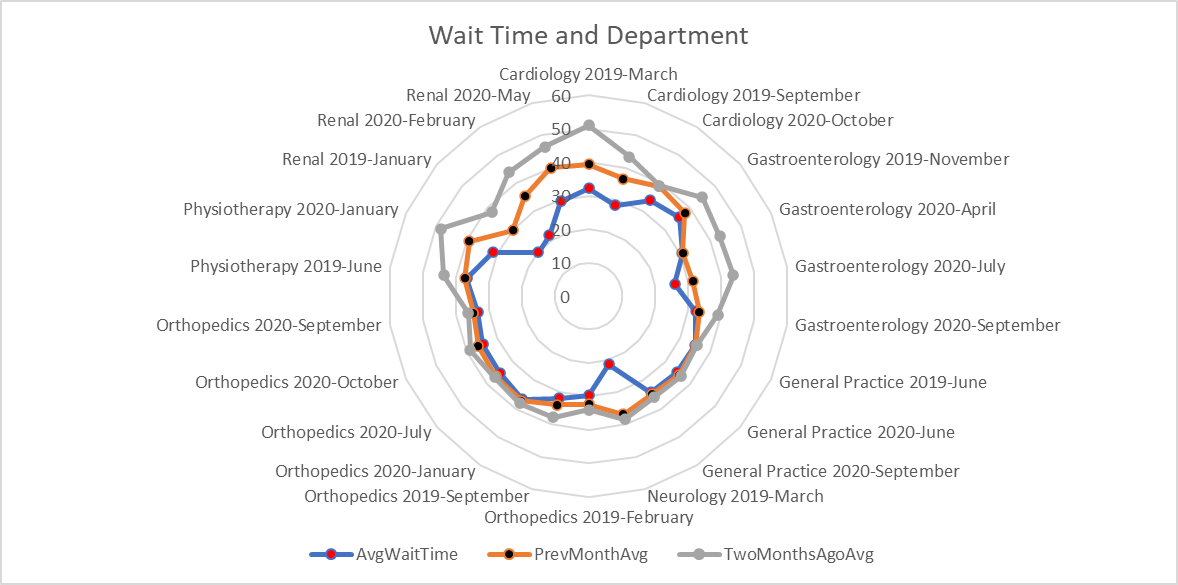 Wait Time and Department
Cardiology 2019-March
Cardiology 2019-September
Cardiology 2020-October
Gastroenterology 2019-November
Gastroenterology 2020-April
Gastroenterology 2020-July
Gastroenterology 2020-September
General Practice 2019-June
General Practice 2020-June
General Practice 2020-September
Neurology 2019-March
Orthopedics 2019-February
Orthopedics 2019-September
Orthopedics 2020-January
Orthopedics 2020-July
Orthopedics 2020-October
Orthopedics 2020-September
Physiotherapy 2019-June
Physiotherapy 2020-January
Renal 2019-January
Renal 2020-February
Renal 2020-May
60
50
40
30
20
10
0
AvgWaitTime PrevMonthAvg TwoMonthsAgoAvg